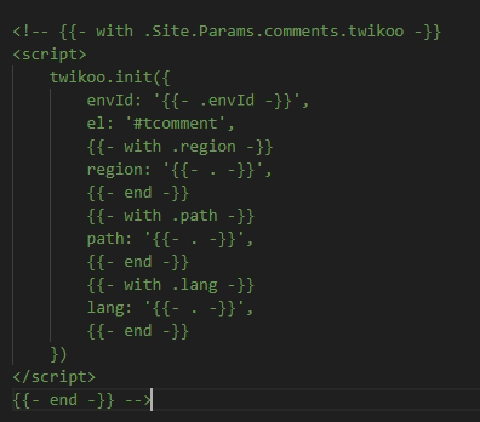 <!-- {{- with .Site.Params.comments.twikoo -}}
<script>
    twikoo.init({
        envId: '{{- .envId -}}',
        el: '#tcomment',
        {{- with .region -}}
        region: '{{- . -}}',
        {{- end -}}
        {{- with .path -}}
        path: '{{- . -}}',
        {{- end -}}
        {{- with .lang -}}
        lang: '{{- . -}}',
        {{- end -}}
    })
</script>
{{- end -}} -->